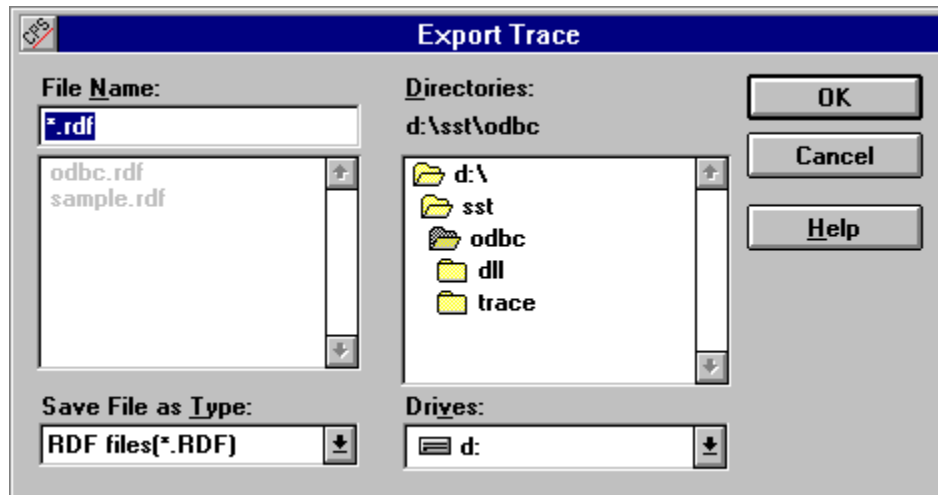 CPS
Export Trace
File Name:
*.rdf
odbc.rdf
sample.rdf
Save File as Type:
RDF files(*.RDF)
Directories:
d:\sst\odbc
d:\
sst
odbc
dll
trace
Drives:
d:
OK
Cancel
Help